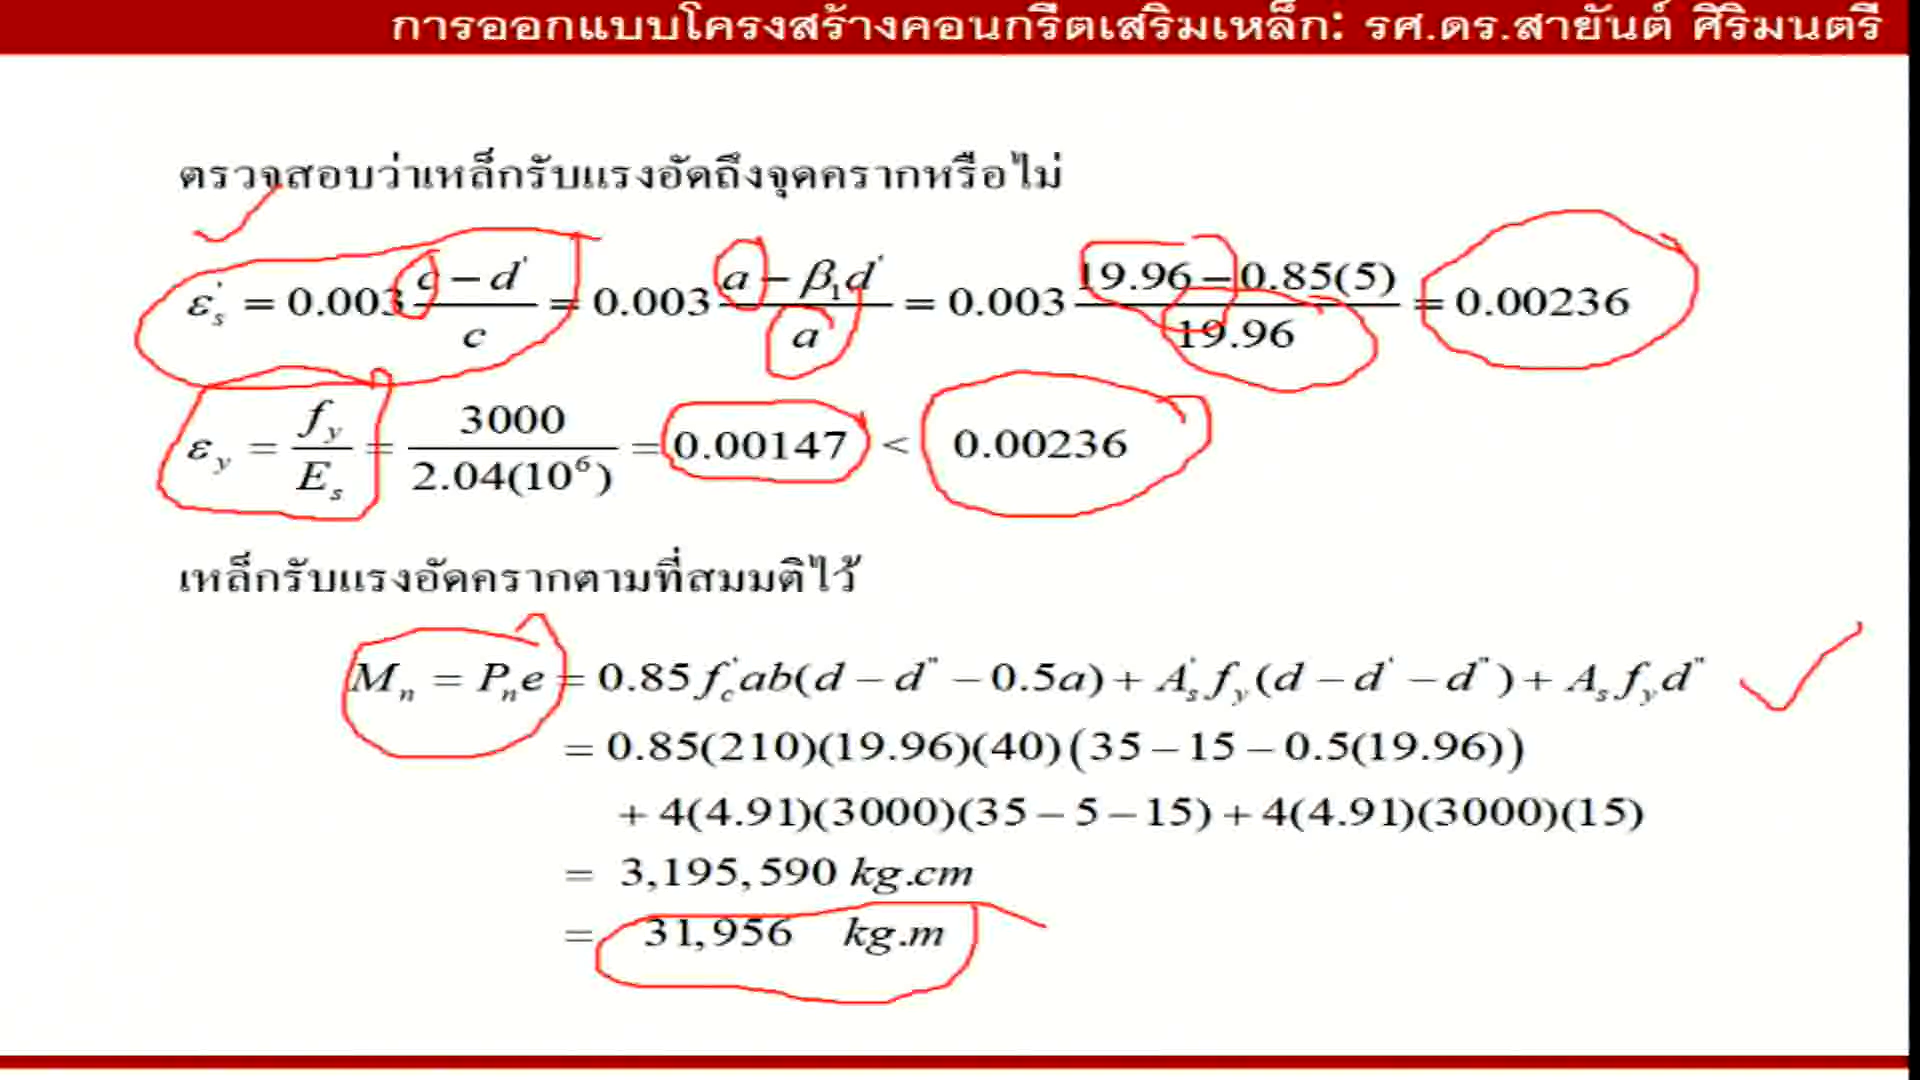 การออกแบบโครงสร้างคอนกรีตเสริมเหล็ก: รศ.ดร.สายันต์ ศิริมนตรี
ตรวจสอบว่าเหล็กรับแรงอัดถึงจุดครากหรือไม่
ε's = 0.003 (c − d')/c = 0.003 (a − β₁d')/a = 0.003 (19.96 − 0.85(5))/19.96 = 0.00236
εy = fy/Es = 3000/2.04(10⁶) = 0.00147 < 0.00236
เหล็กรับแรงอัดครากตามที่สมมติไว้
Mn = Pne = 0.85f'c ab(d − d" − 0.5a) + A's fy(d − d' − d") + As fy d"
= 0.85(210)(19.96)(40)(35 − 15 − 0.5(19.96))
+ 4(4.91)(3000)(35 − 5 − 15) + 4(4.91)(3000)(15)
= 3,195,590 kg.cm
= 31,956 kg.m